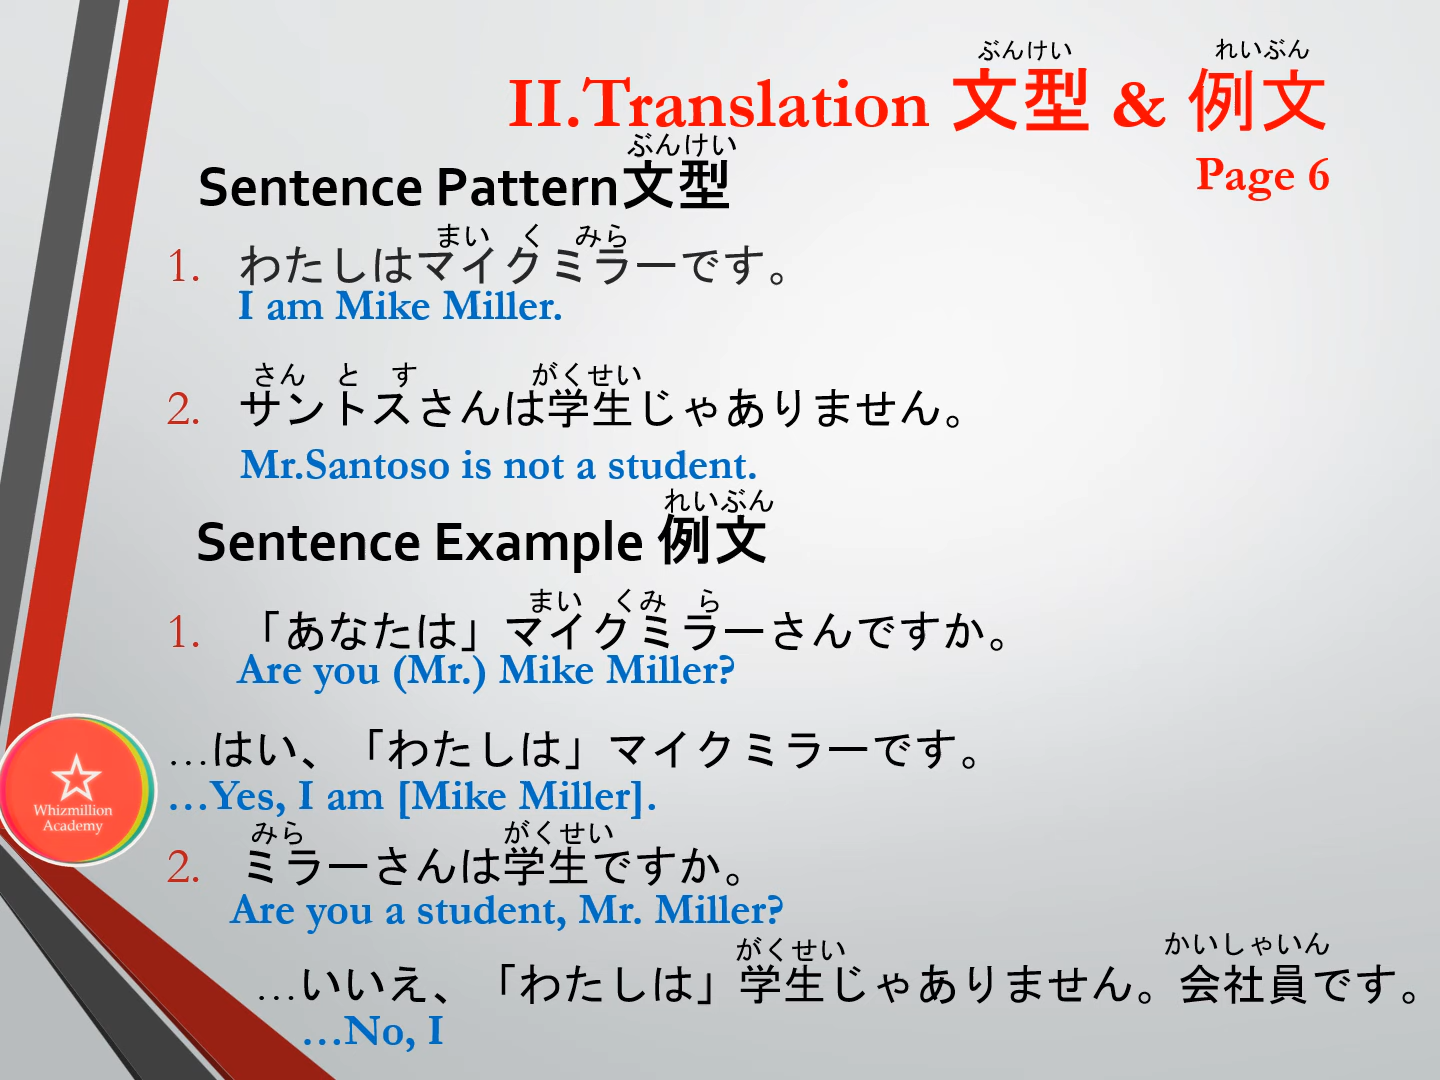 ぶんけい れいぶん
II.Translation 文型 & 例文
Page 6
ぶんけい
Sentence Pattern文型
まい く みら
1. わたしはマイクミラーです。
I am Mike Miller.
さん と す がくせい
2. サントスさんは学生じゃありません。
Mr.Santoso is not a student.
れいぶん
Sentence Example 例文
まい くみ ら
1. 「あなたは」マイクミラーさんですか。
Are you (Mr.) Mike Miller?
…はい、「わたしは」マイクミラーです。
…Yes, I am [Mike Miller].
みら がくせい
2. ミラーさんは学生ですか。
Are you a student, Mr. Miller?
がくせい かいしゃいん
…いいえ、「わたしは」学生じゃありません。会社員です。
…No, I
Whizmillion
Academy